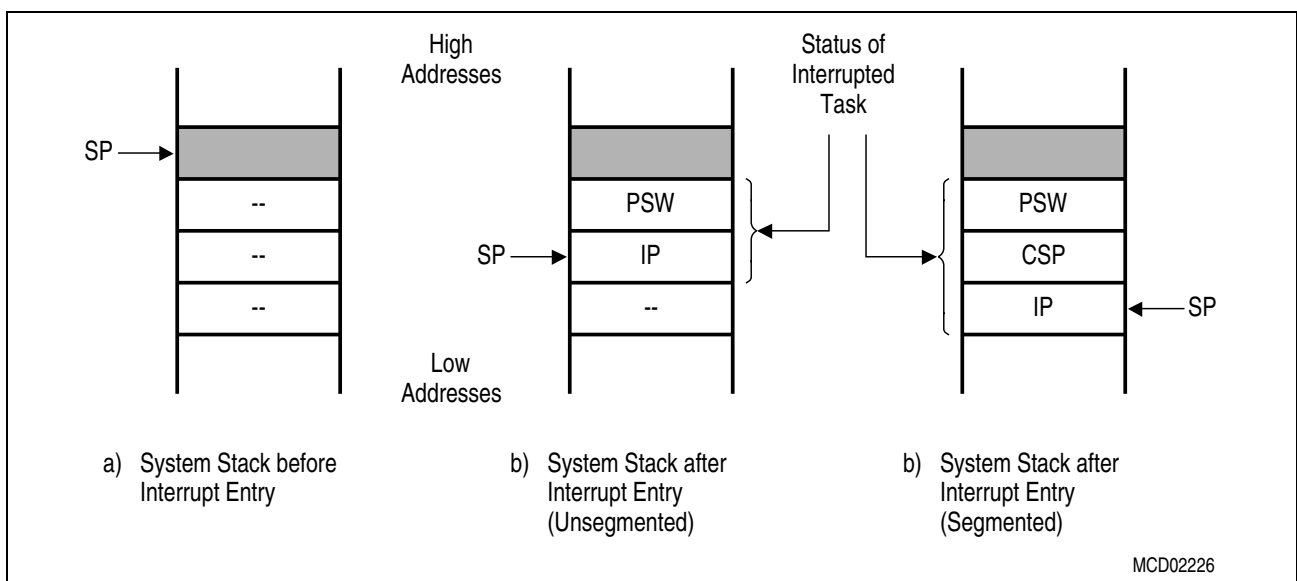 High
Addresses
Status of
Interrupted
Task
SP
--
--
--
PSW
SP
IP
--
PSW
CSP
IP
SP
Low
Addresses
a) System Stack before
Interrupt Entry
b) System Stack after
Interrupt Entry
(Unsegmented)
b) System Stack after
Interrupt Entry
(Segmented)
MCD02226